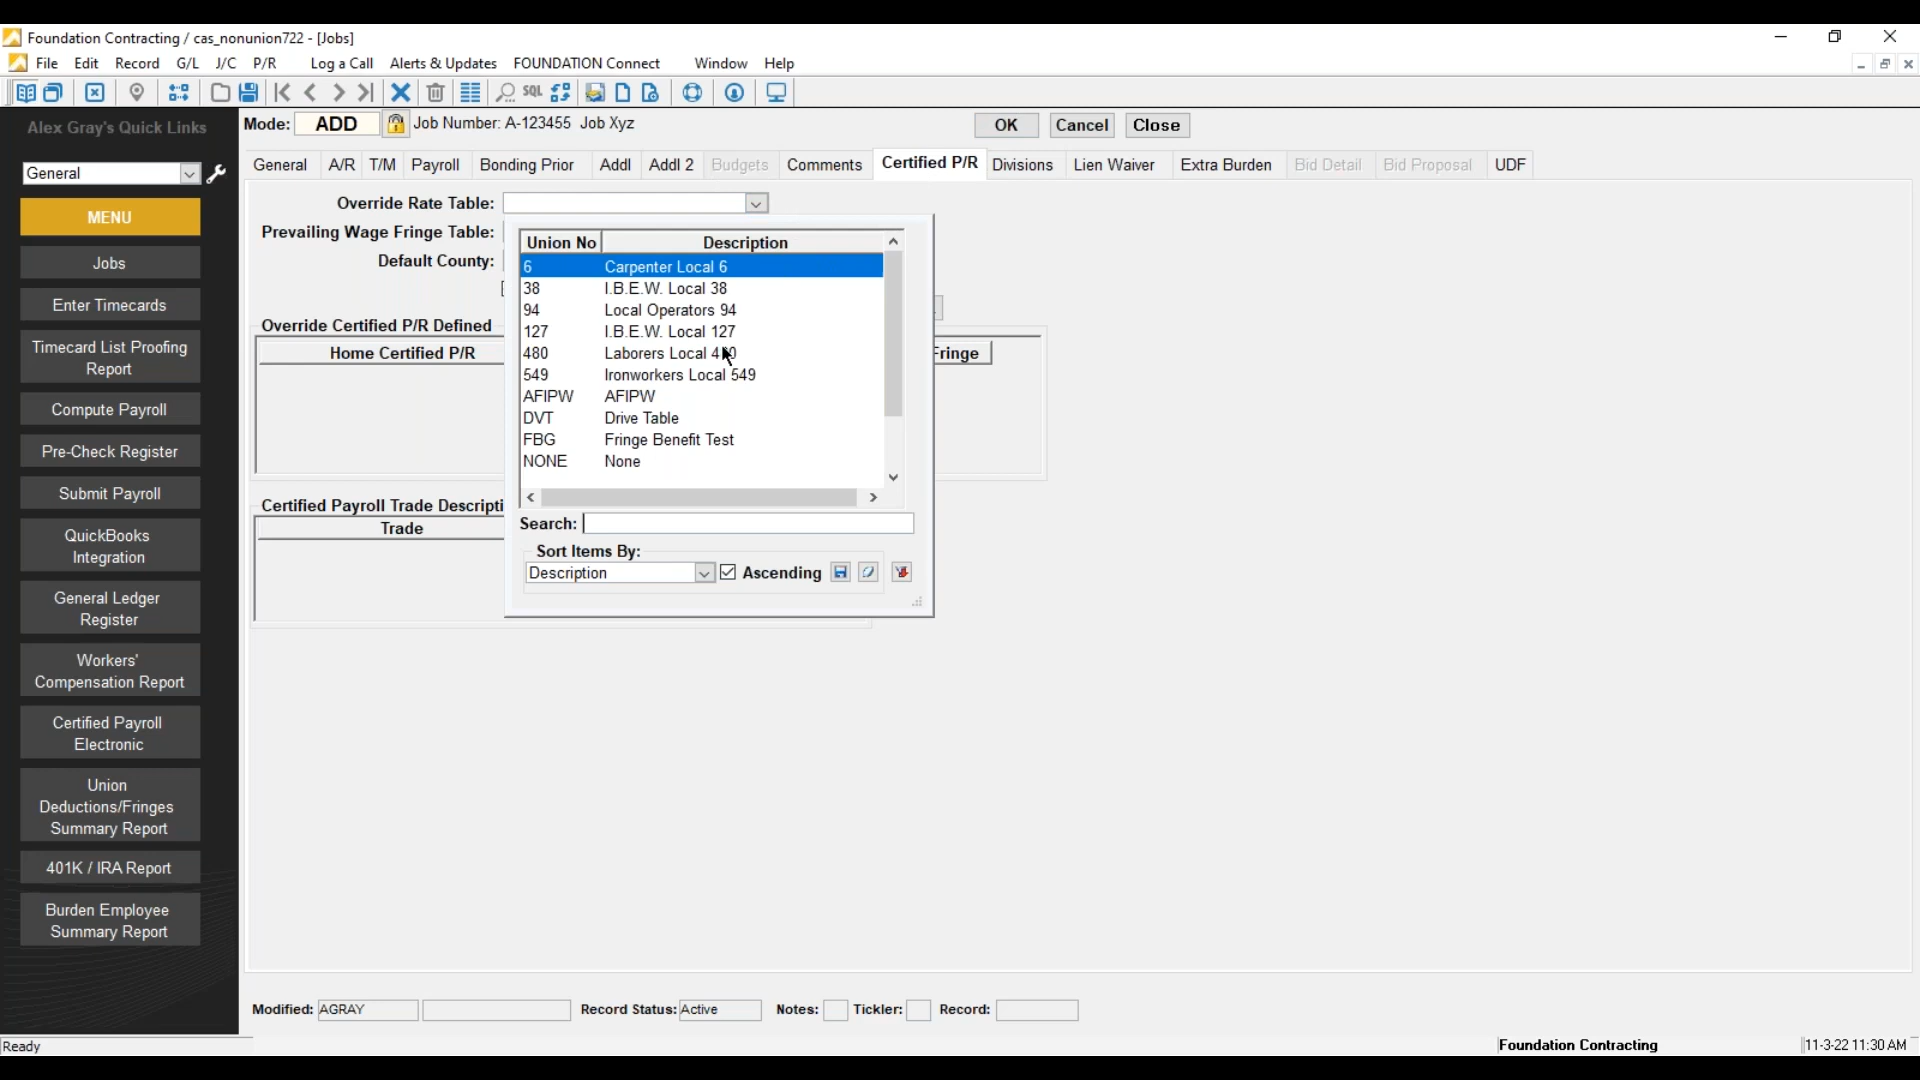 Foundation Contracting / cas_nonunion722 - [Jobs]
File Edit Record G/L J/C P/R Log a Call Alerts & Updates FOUNDATION Connect Window Help
SQL
Alex Gray's Quick Links
Mode: ADD Job Number: A-123455 Job Xyz OK Cancel Close
General A/R T/M Payroll Bonding Prior Addl Addl 2 Budgets Comments Certified P/R Divisions Lien Waiver Extra Burden Bid Detail Bid Proposal UDF
General
MENU
Jobs
Enter Timecards
Timecard List Proofing
Report
Compute Payroll
Pre-Check Register
Submit Payroll
QuickBooks
Integration
General Ledger
Register
Workers'
Compensation Report
Certified Payroll
Electronic
Union
Deductions/Fringes
Summary Report
401K / IRA Report
Burden Employee
Summary Report
Override Rate Table:
Prevailing Wage Fringe Table:
Default County:
Override Certified P/R Defined
Home Certified P/R Fringe
Certified Payroll Trade Descripti
Trade
Union No Description
6 Carpenter Local 6
38 I.B.E.W. Local 38
94 Local Operators 94
127 I.B.E.W. Local 127
480 Laborers Local 480
549 Ironworkers Local 549
AFIPW AFIPW
DVT Drive Table
FBG Fringe Benefit Test
NONE None
Search:
Sort Items By:
Description Ascending
Modified: AGRAY Record Status: Active Notes: Tickler: Record:
Ready Foundation Contracting 11-3-22 11:30 AM